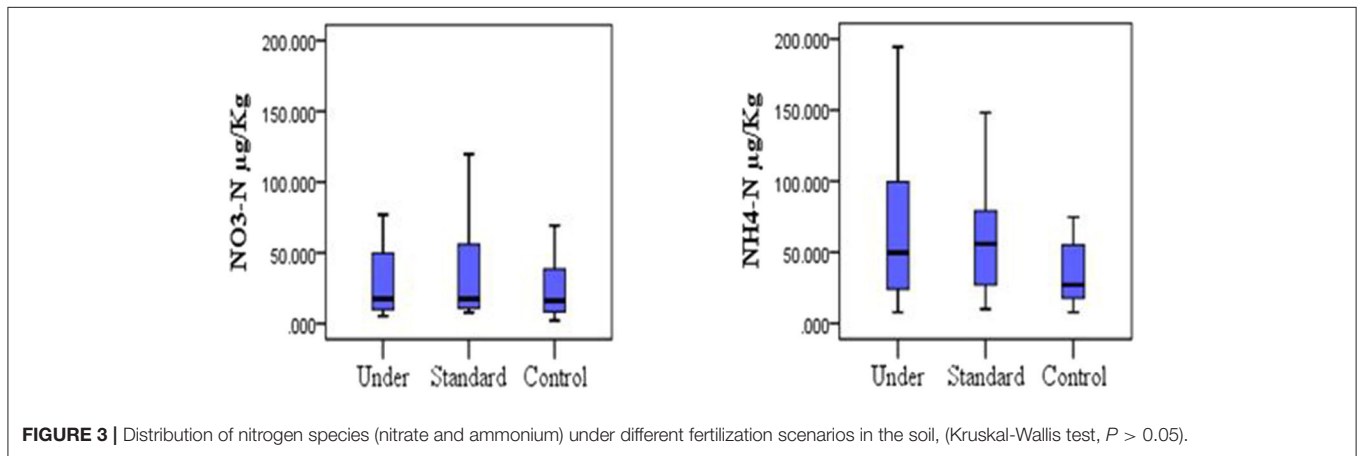 NO3-N µg/Kg
200.000
150.000
100.000
50.000
.000
Under Standard Control
NH4-N µg/Kg
200.000
150.000
100.000
50.000
.000
Under Standard Control
FIGURE 3 | Distribution of nitrogen species (nitrate and ammonium) under different fertilization scenarios in the soil, (Kruskal-Wallis test, P > 0.05).